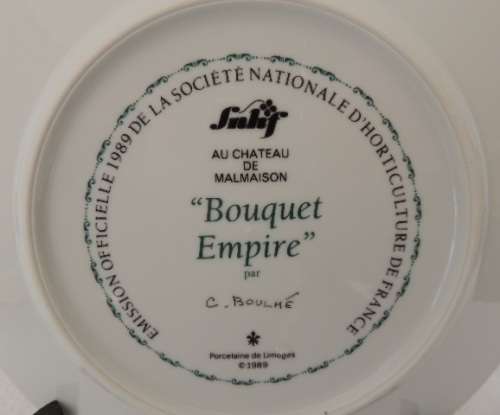 EMISSION OFFICIELLE 1989 DE LA SOCIÉTÉ NATIONALE D'HORTICULTURE DE FRANCE
Snhf
AU CHATEAU
DE
MALMAISON
“Bouquet
Empire”
par
C. BOULMÉ
Porcelaine de Limoges
©1989